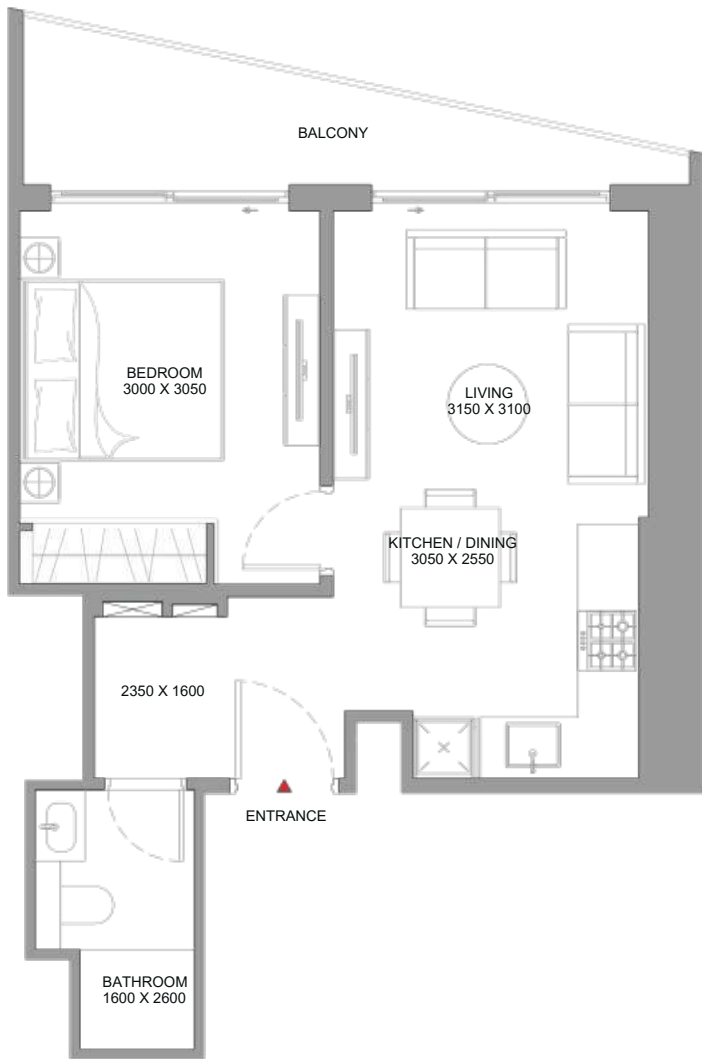 BALCONY
BEDROOM
3000 X 3050
LIVING
3150 X 3100
KITCHEN / DINING
3050 X 2550
2350 X 1600
ENTRANCE
BATHROOM
1600 X 2600